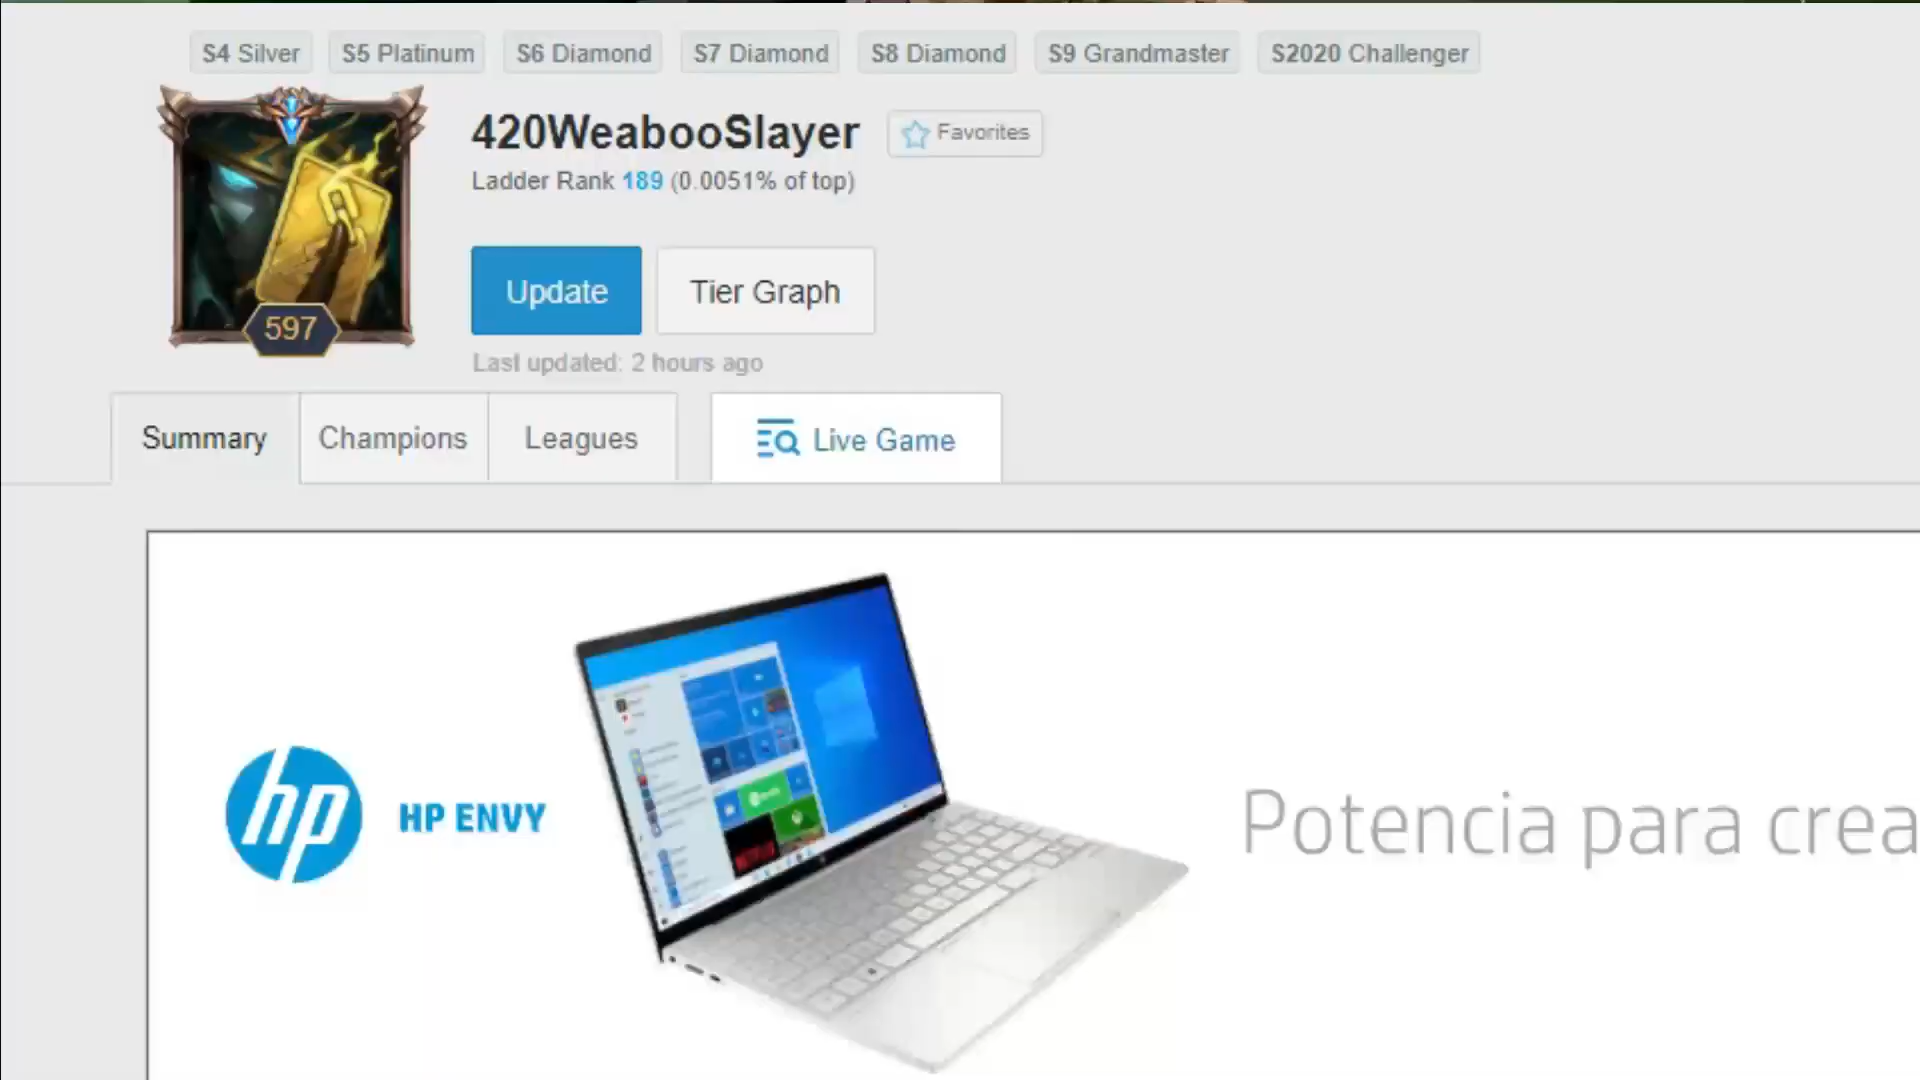 S4 Silver S5 Platinum S6 Diamond S7 Diamond S8 Diamond S9 Grandmaster S2020 Challenger
420WeabooSlayer
Favorites
Ladder Rank 189 (0.0051% of top)
597
Update
Tier Graph
Last updated: 2 hours ago
Summary
Champions
Leagues
Live Game
hp
HP ENVY
Potencia para crea